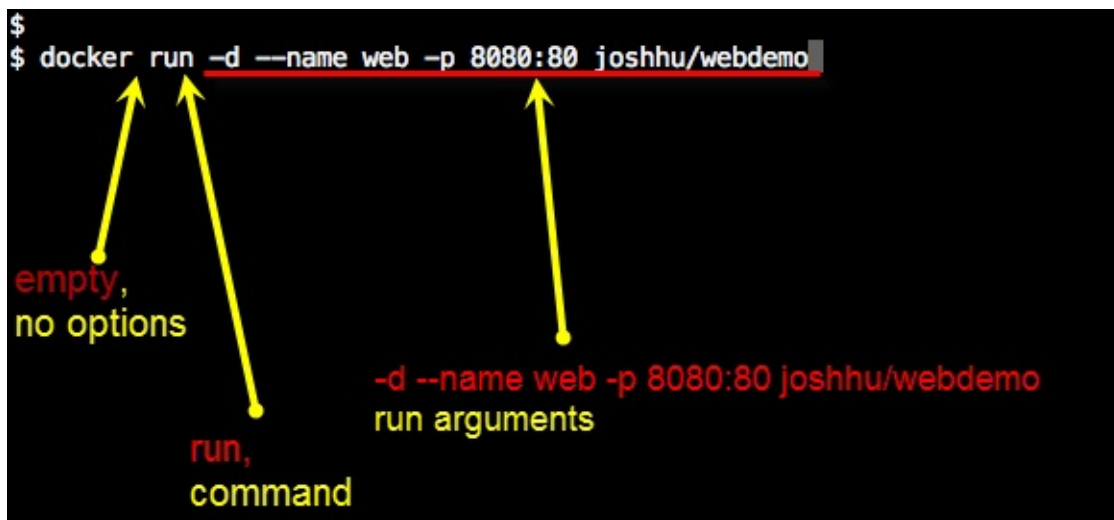 $
$ docker run -d --name web -p 8080:80 joshhu/webdemo
empty,
no options
-d --name web -p 8080:80 joshhu/webdemo
run arguments
run,
command